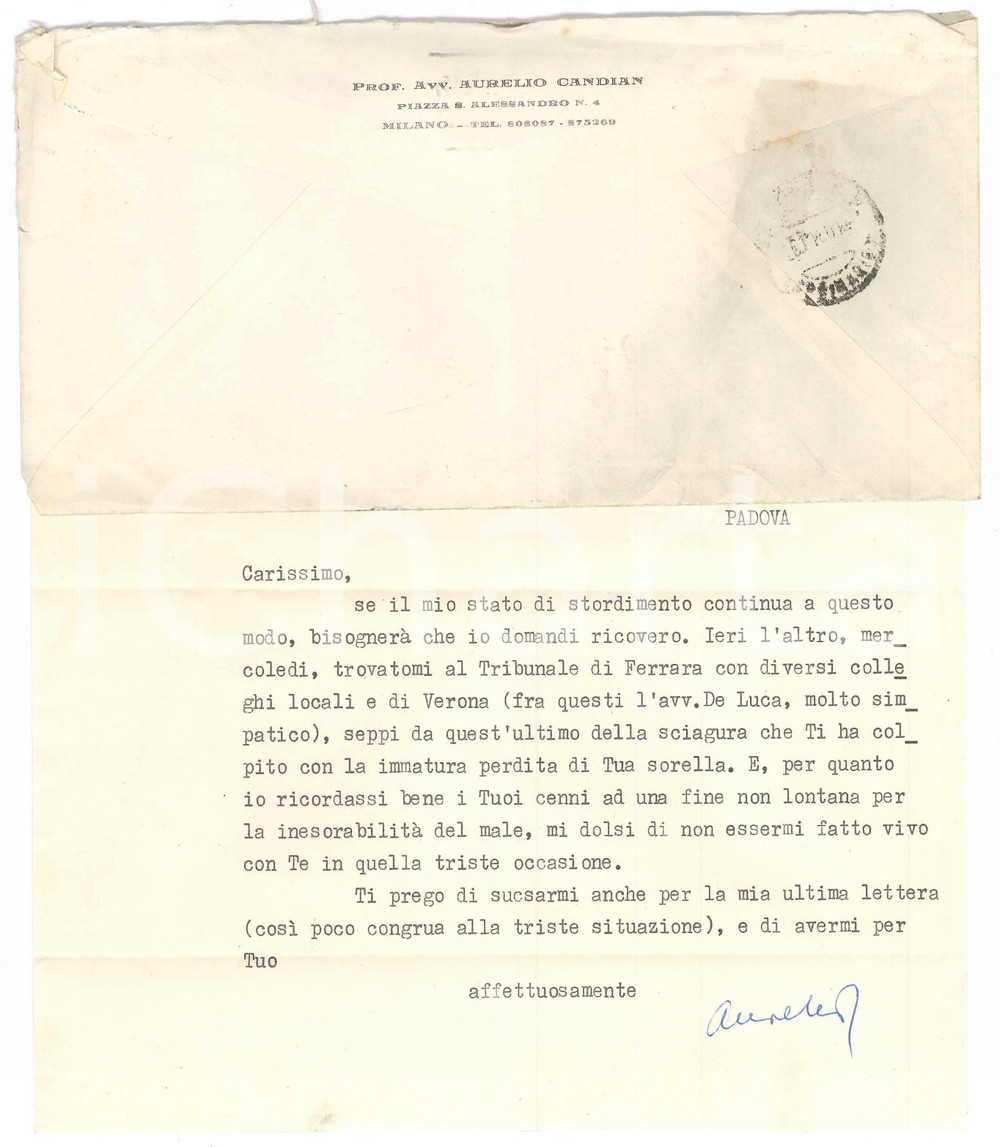 PROF. AVV. AURELIO CANDIAN
PIAZZA S. ALESSANDRO N. 4
MILANO - TEL. 808087 - 875269
PADOVA
Carissimo,
se il mio stato di stordimento continua a questo
modo, bisognerà che io domandi ricovero. Ieri l'altro, mer_
coledi, trovatomi al Tribunale di Ferrara con diversi colle
ghi locali e di Verona (fra questi l'avv.De Luca, molto sim_
patico), seppi da quest'ultimo della sciagura che Ti ha col_
pito con la immatura perdita di Tua sorella. E, per quanto
io ricordassi bene i Tuoi cenni ad una fine non lontana per
la inesorabilità del male, mi dolsi di non essermi fatto vivo
con Te in quella triste occasione.
Ti prego di sucsarmi anche per la mia ultima lettera
(così poco congrua alla triste situazione), e di avermi per
Tuo
affettuosamente
Aurelio